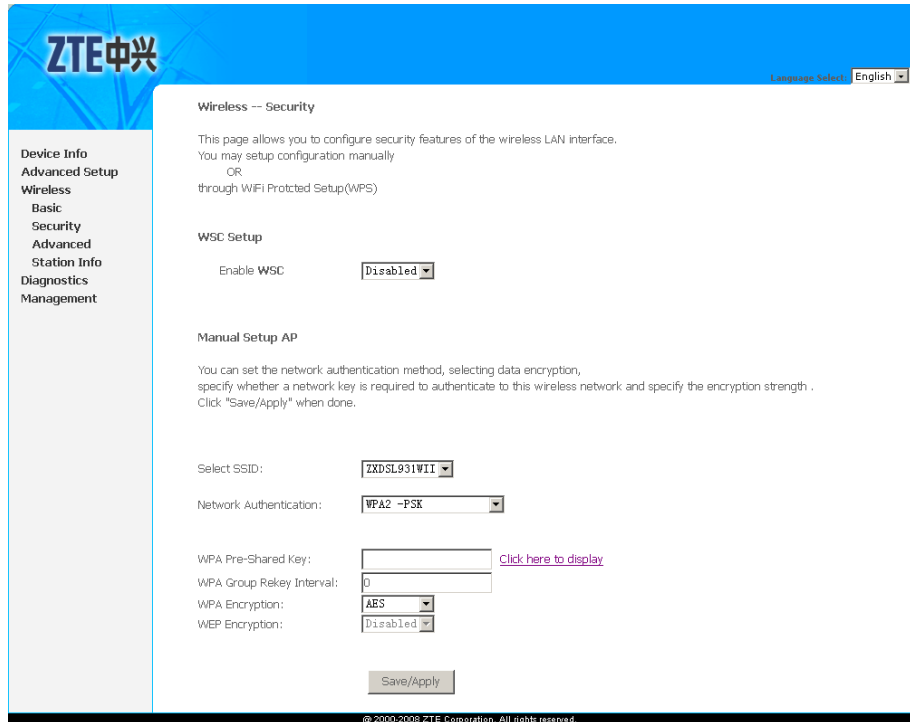 ZTE中兴
Language Select: English
Device Info
Advanced Setup
Wireless
Basic
Security
Advanced
Station Info
Diagnostics
Management
Wireless -- Security
This page allows you to configure security features of the wireless LAN interface.
You may setup configuration manually
OR
through WiFi Protcted Setup(WPS)
WSC Setup
Enable WSC Disabled
Manual Setup AP
You can set the network authentication method, selecting data encryption,
specify whether a network key is required to authenticate to this wireless network and specify the encryption strength .
Click "Save/Apply" when done.
Select SSID: ZXDSL931WII
Network Authentication: WPA2 -PSK
WPA Pre-Shared Key: Click here to display
WPA Group Rekey Interval: 0
WPA Encryption: AES
WEP Encryption: Disabled
Save/Apply
@ 2000-2008 ZTE Corporation. All rights reserved.